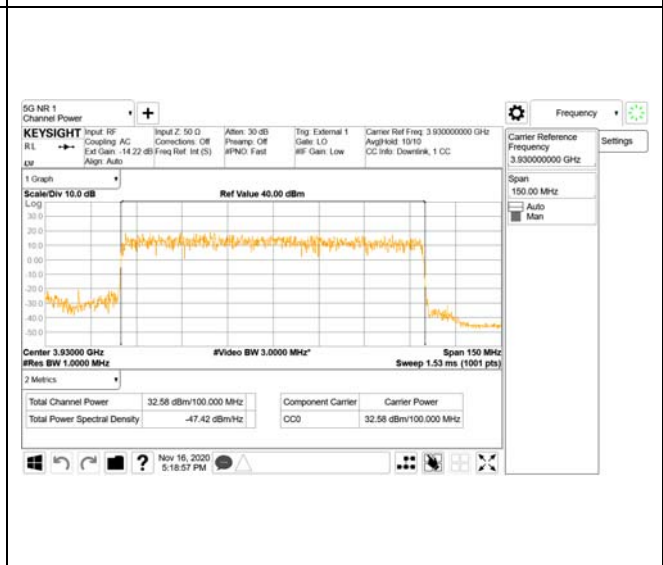 5G NR 1
Channel Power
Frequency
KEYSIGHT
RL
Input: RF
Coupling: AC
Ext Gain: -14.22 dB
Align: Auto
Input Z: 50 Ω
Corrections: Off
Freq Ref: Int (S)
Atten: 30 dB
Preamp: Off
#PNO: Fast
Trig: External 1
Gate: LO
#IF Gain: Low
Carrier Ref Freq: 3.930000000 GHz
Avg|Hold: 10/10
CC Info: Downlink, 1 CC
Carrier Reference
Frequency
3.930000000 GHz
Settings
Span
150.00 MHz
Auto
Man
1 Graph
Scale/Div 10.0 dB
Ref Value 40.00 dBm
Log
30.0
20.0
10.0
0.00
-10.0
-20.0
-30.0
-40.0
-50.0
Center 3.93000 GHz
#Video BW 3.0000 MHz*
Span 150 MHz
#Res BW 1.0000 MHz
Sweep 1.53 ms (1001 pts)
2 Metrics
Total Channel Power
32.58 dBm/100.000 MHz
Total Power Spectral Density
-47.42 dBm/Hz
Component Carrier
Carrier Power
CC0
32.58 dBm/100.000 MHz
?
Nov 16, 2020
5:18:57 PM